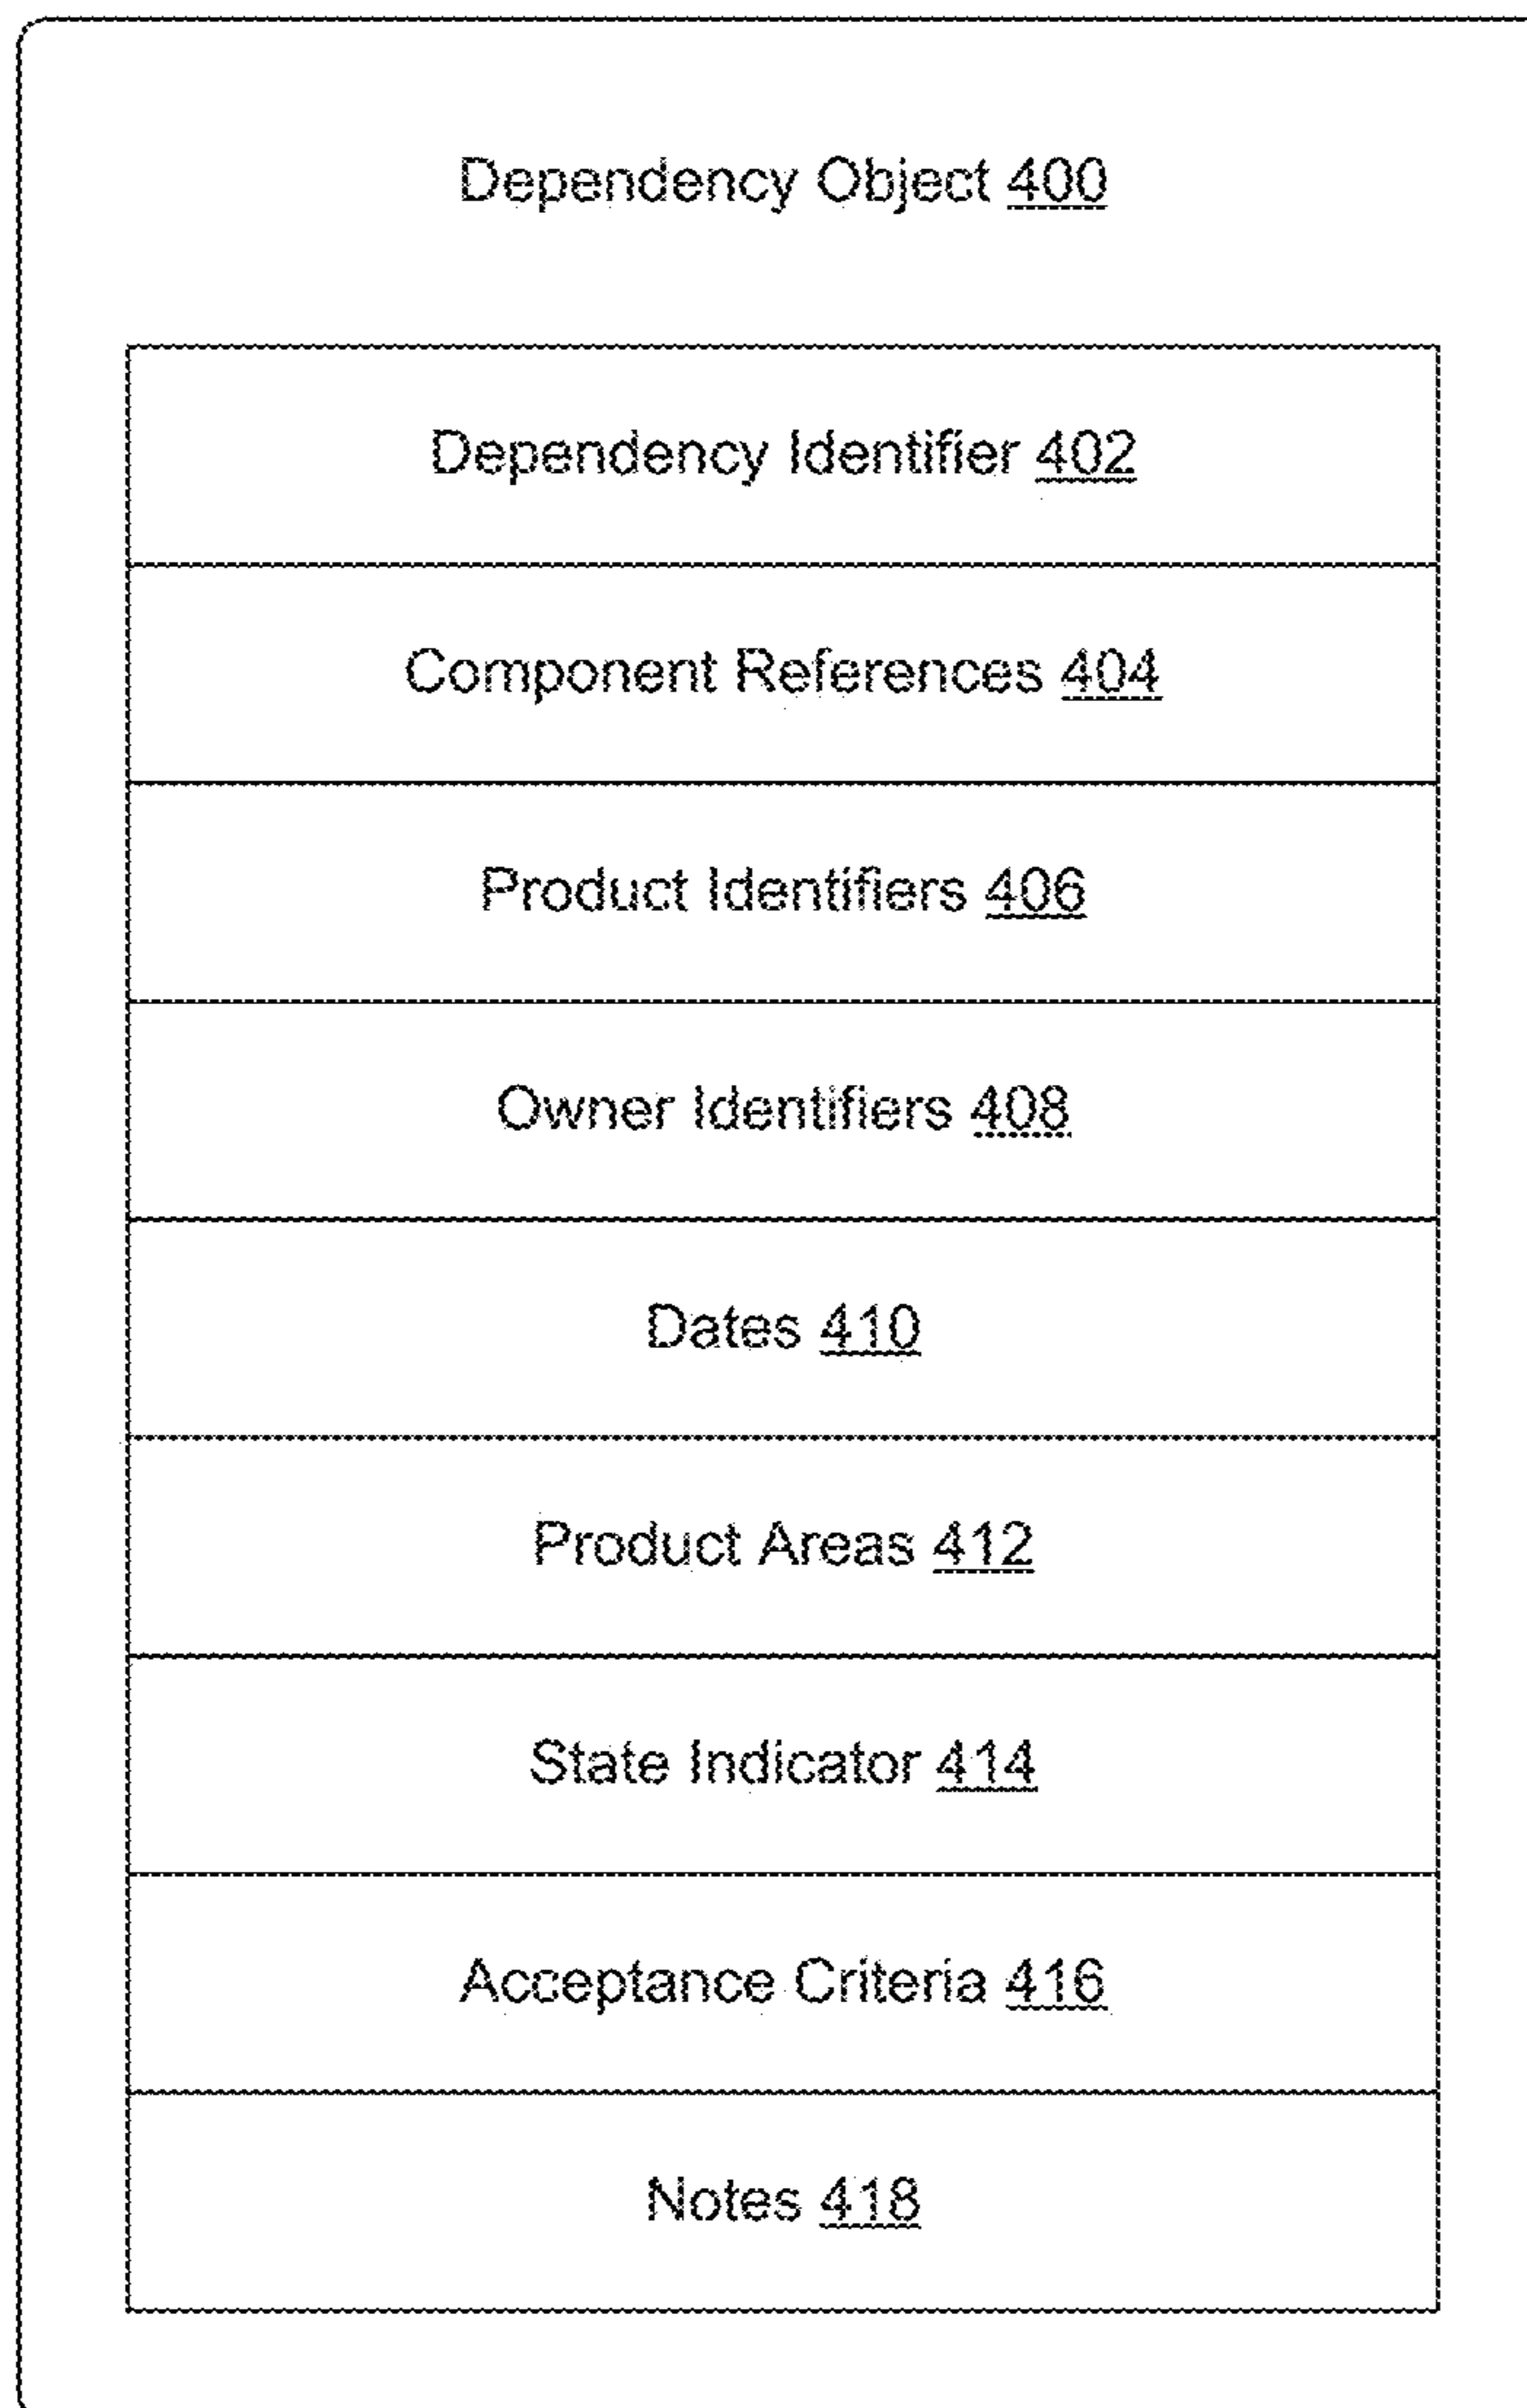 Dependency Object 400
Dependency Identifier 402
Component References 404
Product Identifiers 406
Owner Identifiers 408
Dates 410
Product Areas 412
State Indicator 414
Acceptance Criteria 416
Notes 418